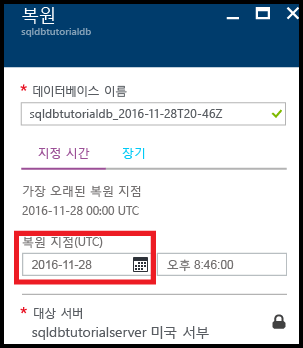 복원
sqldbtutorialdb
* 데이터베이스 이름
sqldbtutorialdb_2016-11-28T20-46Z
지정 시간 장기
가장 오래된 복원 지점
2016-11-28 00:00 UTC
복원 지점(UTC)
2016-11-28 오후 8:46:00
* 대상 서버
sqldbtutorialserver 미국 서부